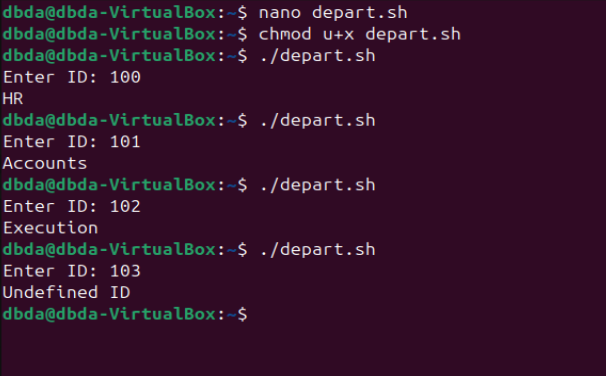 dbda@dbda-VirtualBox:~$ nano depart.sh
dbda@dbda-VirtualBox:~$ chmod u+x depart.sh
dbda@dbda-VirtualBox:~$ ./depart.sh
Enter ID: 100
HR
dbda@dbda-VirtualBox:~$ ./depart.sh
Enter ID: 101
Accounts
dbda@dbda-VirtualBox:~$ ./depart.sh
Enter ID: 102
Execution
dbda@dbda-VirtualBox:~$ ./depart.sh
Enter ID: 103
Undefined ID
dbda@dbda-VirtualBox:~$